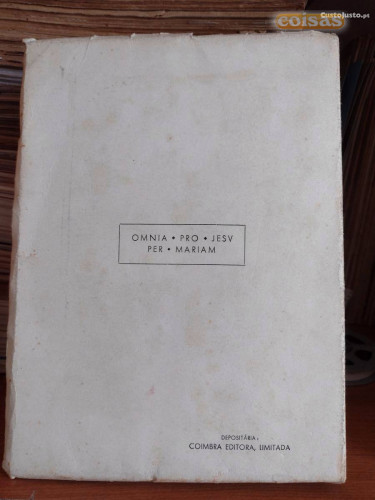 coisas
CustoJusto.pt
OMNIA • PRO • JESV
PER • MARIAM
DEPOSITÁRIA:
COIMBRA EDITORA, LIMITADA